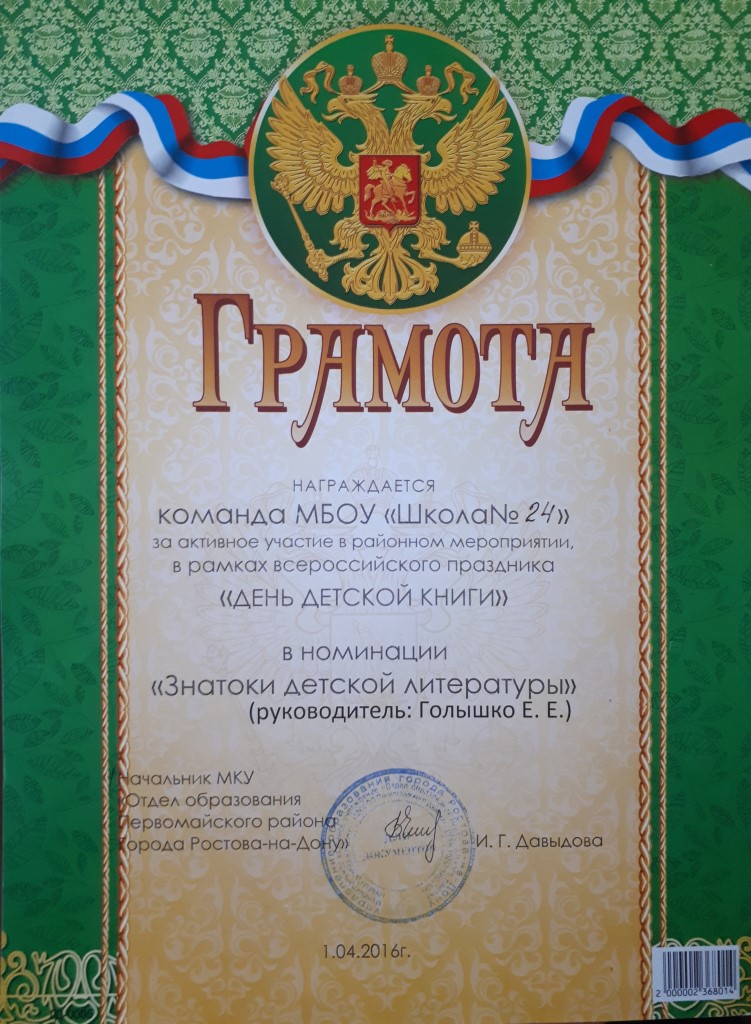 ГРАМОТА
НАГРАЖДАЕТСЯ
команда МБОУ «Школа№ 24»
за активное участие в районном мероприятии,
в рамках всероссийского праздника
«ДЕНЬ ДЕТСКОЙ КНИГИ»
в номинации
«Знатоки детской литературы»
(руководитель: Голышко Е. Е.)
Начальник МКУ
«Отдел образования
Первомайского района
города Ростова-на-Дону»
И. Г. Давыдова
1.04.2016г.
2 000002 368014